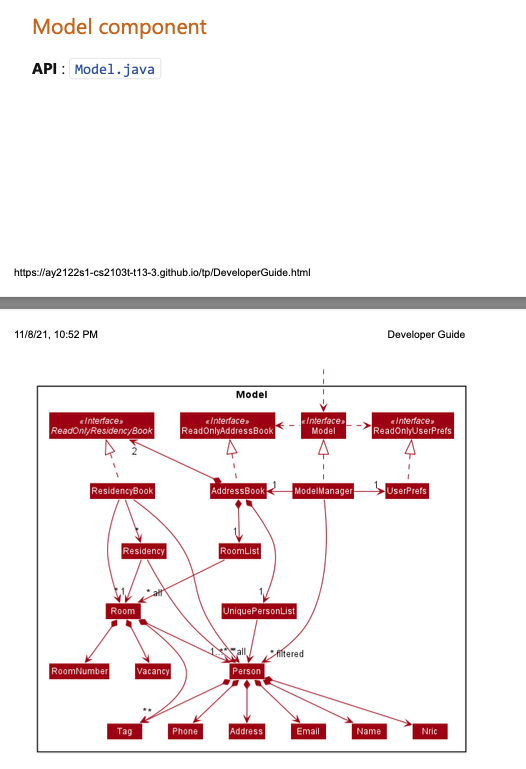 Model component
API : Model.java
https://ay2122s1-cs2103t-t13-3.github.io/tp/DeveloperGuide.html
11/8/21, 10:52 PM Developer Guide
Model
«Interface» «Interface» «Interface» «Interface»
ReadOnlyResidencyBook ReadOnlyAddressBook Model ReadOnlyUserPrefs
2
ResidencyBook AddressBook 1 ModelManager 1 UserPrefs
* 1
Residency RoomList
* 1 * all 1
Room UniquePersonList
1..* * *all * filtered
RoomNumber Vacancy Person
* *
Tag Phone Address Email Name Nric